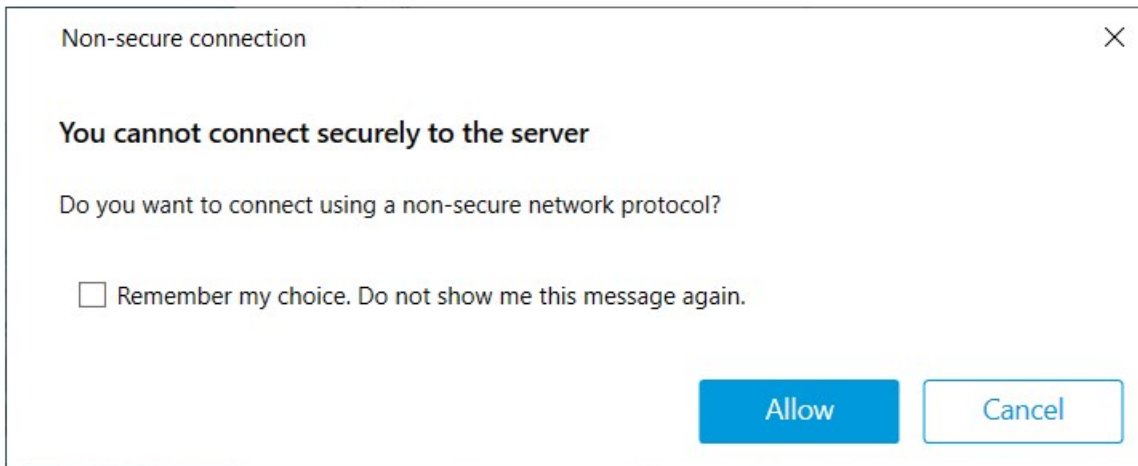 Non-secure connection
You cannot connect securely to the server
Do you want to connect using a non-secure network protocol?
Remember my choice. Do not show me this message again.
Allow
Cancel